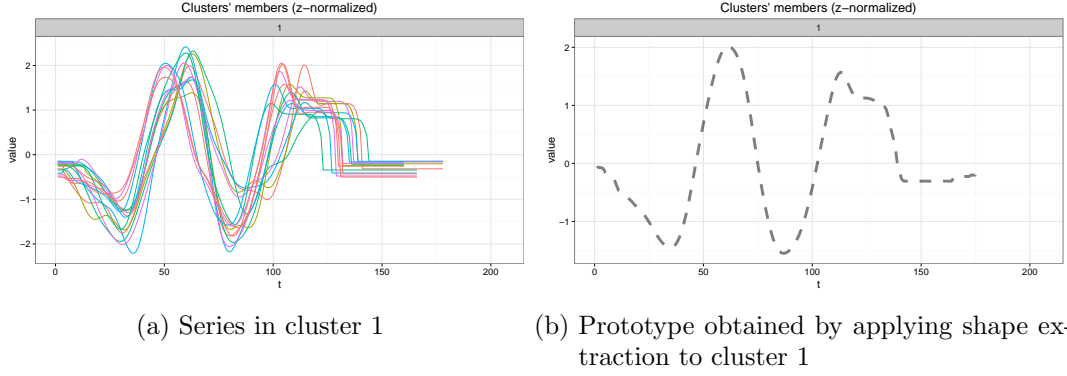 Clusters' members (z-normalized)
1
value
2
1
0
−1
−2
0
50
100
150
200
t
(a) Series in cluster 1
Clusters' members (z-normalized)
1
value
2
1
0
−1
0
50
100
150
200
t
(b) Prototype obtained by applying shape ex-
traction to cluster 1